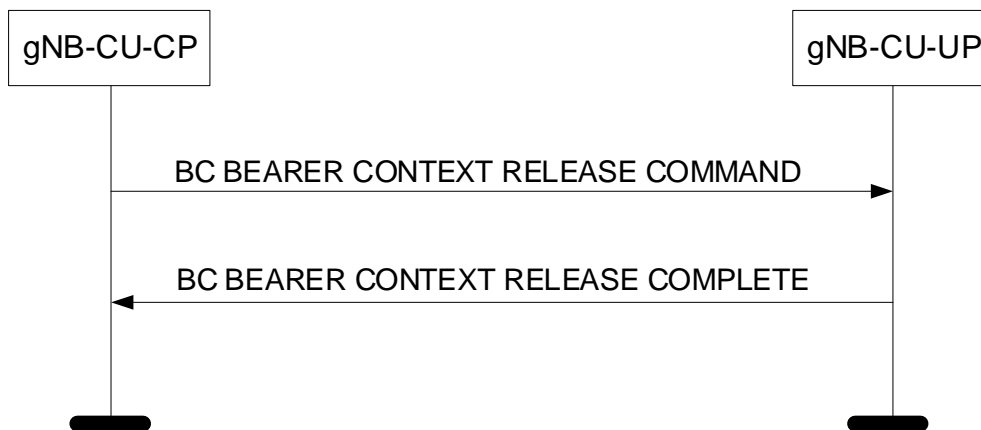 gNB-CU-CP
gNB-CU-UP
BC BEARER CONTEXT RELEASE COMMAND
BC BEARER CONTEXT RELEASE COMPLETE